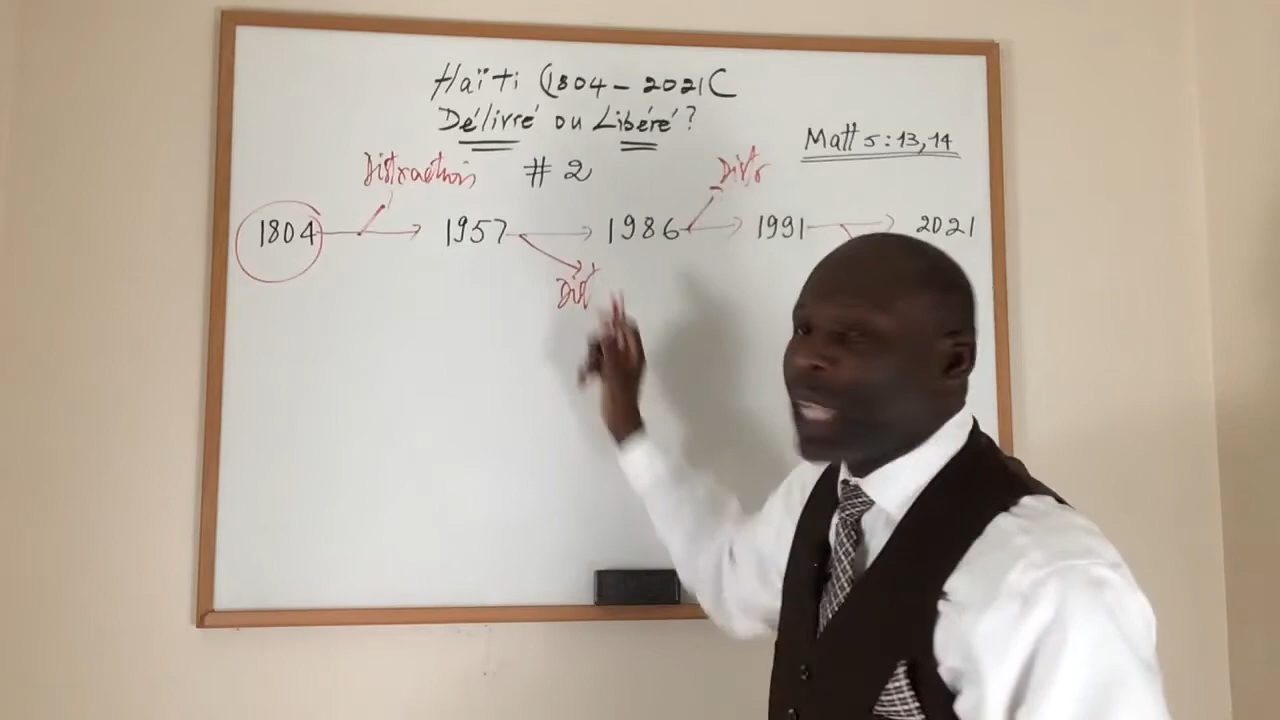 Haïti (1804 - 2021(
Délivré ou Libéré?
Matt 5:13,14
# 2
Distraction
1804 1957 1986 1991 2021